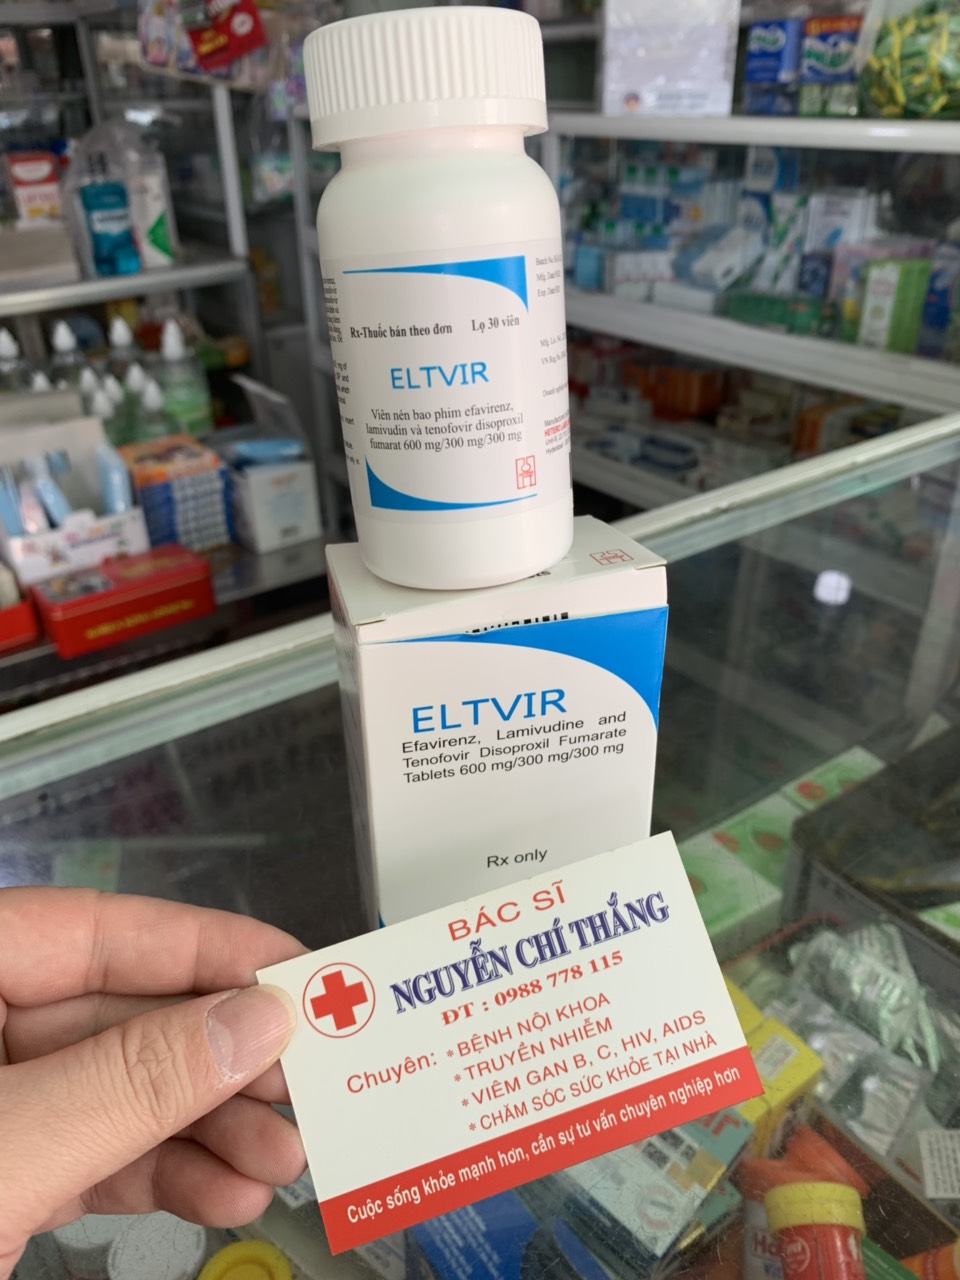 Rx-Thuốc bán theo đơn Lọ 30 viên
ELTVIR
Viên nén bao phim efavirenz,
lamivudin và tenofovir disoproxil
fumarat 600 mg/300 mg/300 mg
ELTVIR
Efavirenz, Lamivudine and
Tenofovir Disoproxil Fumarate
Tablets 600 mg/300 mg/300 mg
Rx only
BÁC SĨ
NGUYỄN CHÍ THẮNG
ĐT : 0988 778 115
Chuyên: * BỆNH NỘI KHOA
* TRUYỀN NHIỄM
* VIÊM GAN B, C, HIV, AIDS
* CHĂM SÓC SỨC KHỎE TẠI NHÀ
Cuộc sống khỏe mạnh hơn, cần sự tư vấn chuyên nghiệp hơn